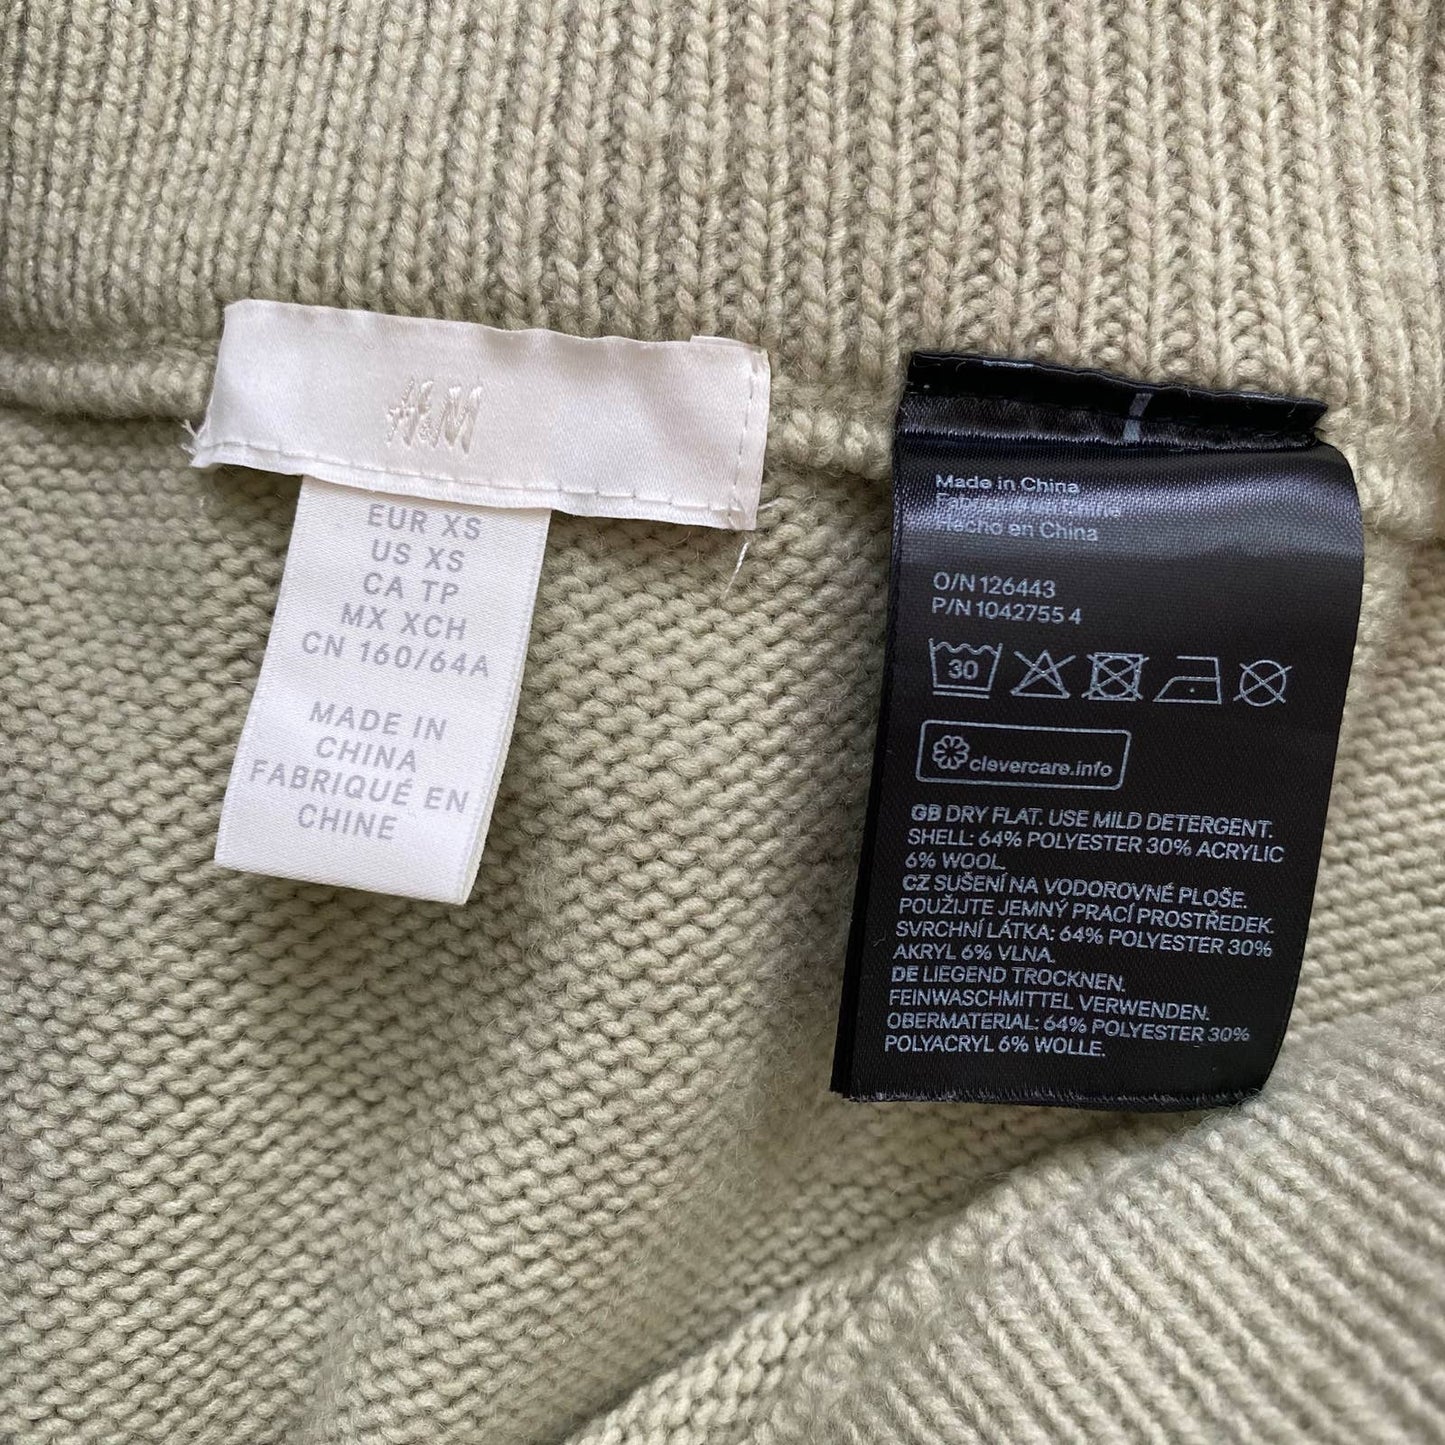 H&M
EUR XS
US XS
CA TP
MX XCH
CN 160/64A
MADE IN
CHINA
FABRIQUÉ EN
CHINE
Made in China
Hecho en China
O/N 126443
P/N 1042755 4
30
clevercare.info
GB DRY FLAT. USE MILD DETERGENT.
SHELL: 64% POLYESTER 30% ACRYLIC
6% WOOL.
CZ SUŠENÍ NA VODOROVNÉ PLOŠE.
POUŽIJTE JEMNÝ PRACÍ PROSTŘEDEK.
SVRCHNÍ LÁTKA: 64% POLYESTER 30%
AKRYL 6% VLNA.
DE LIEGEND TROCKNEN.
FEINWASCHMITTEL VERWENDEN.
OBERMATERIAL: 64% POLYESTER 30%
POLYACRYL 6% WOLLE.